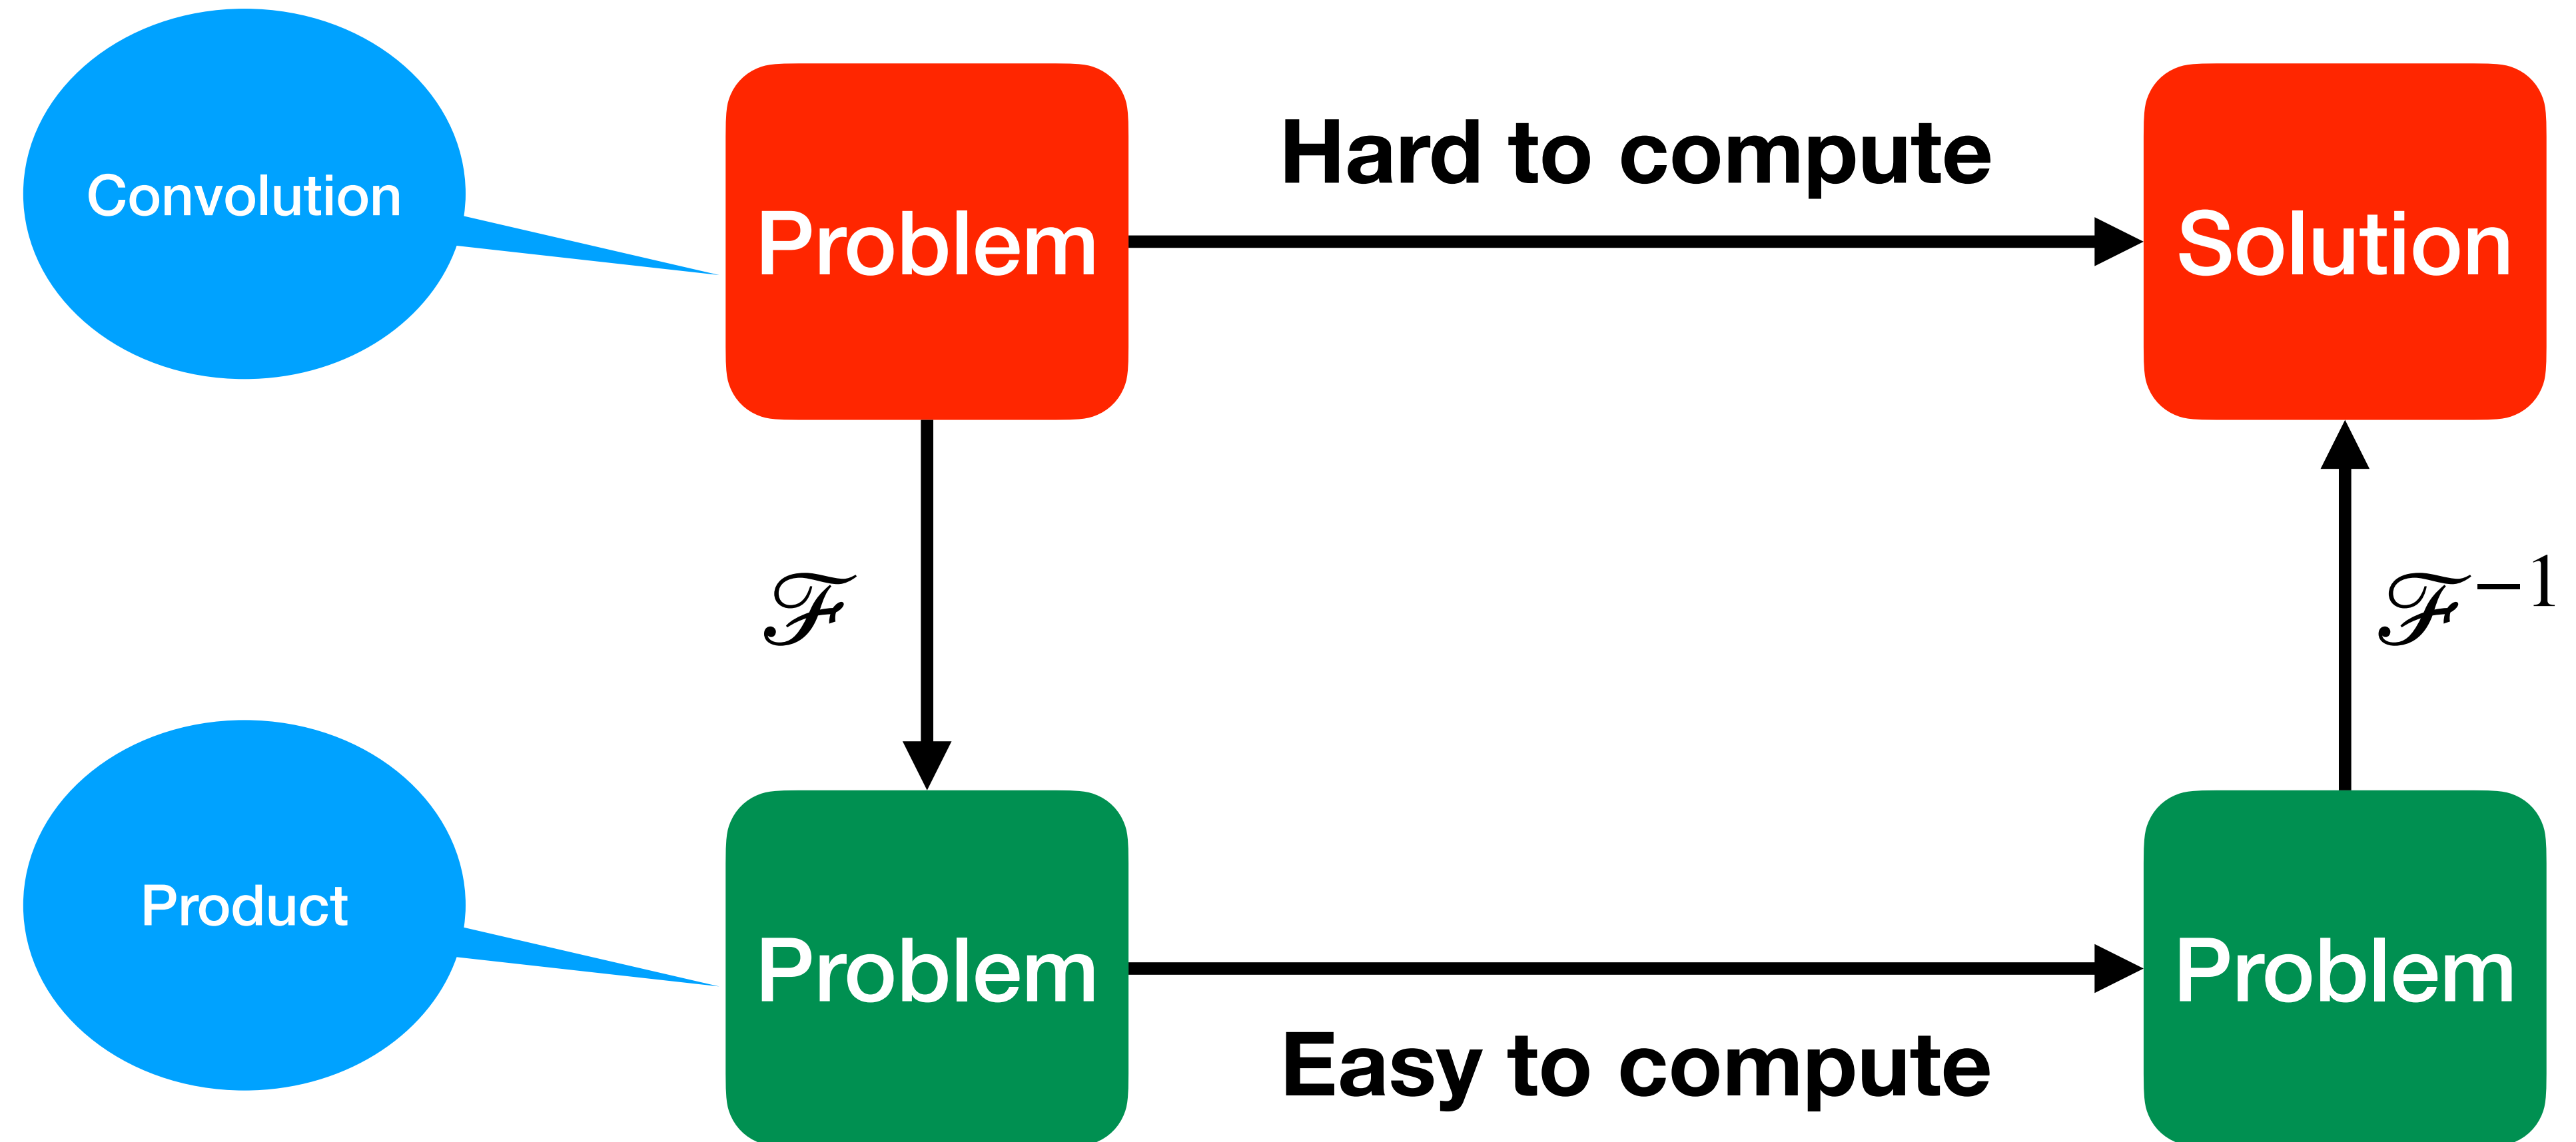 Convolution
Problem
Hard to compute
Solution
ℱ
ℱ⁻¹
Product
Problem
Easy to compute
Problem